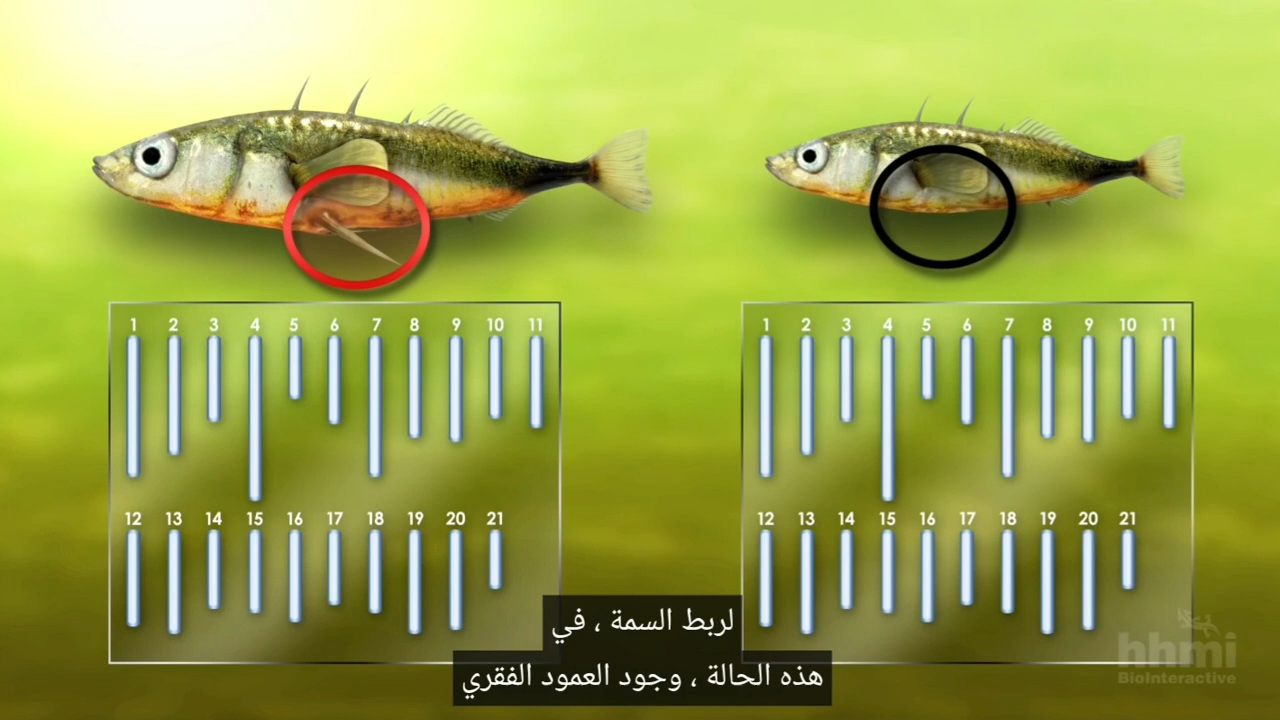 1 2 3 4 5 6 7 8 9 10 11
12 13 14 15 16 17 18 19 20 21
1 2 3 4 5 6 7 8 9 10 11
12 13 14 15 16 17 18 19 20 21
لربط السمة ، في
هذه الحالة ، وجود العمود الفقري
hhmi
BioInteractive